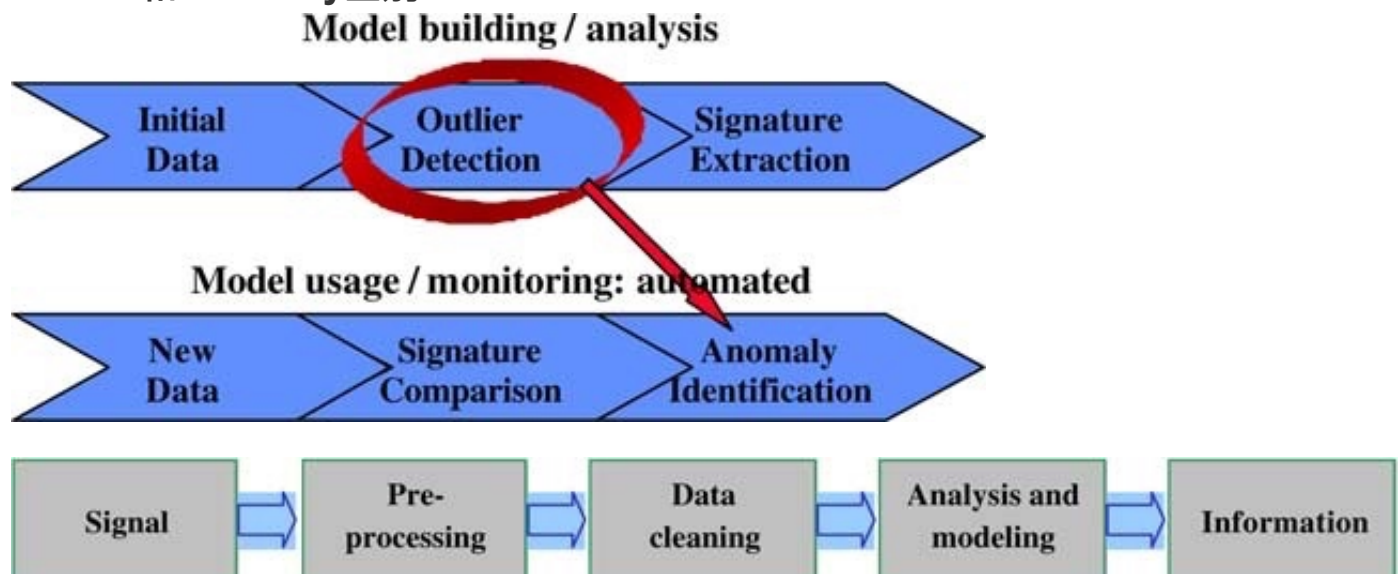 Model building / analysis
Initial
Data
Outlier
Detection
Signature
Extraction
Model usage / monitoring: automated
New
Data
Signature
Comparison
Anomaly
Identification
Signal
Pre-
processing
Data
cleaning
Analysis and
modeling
Information